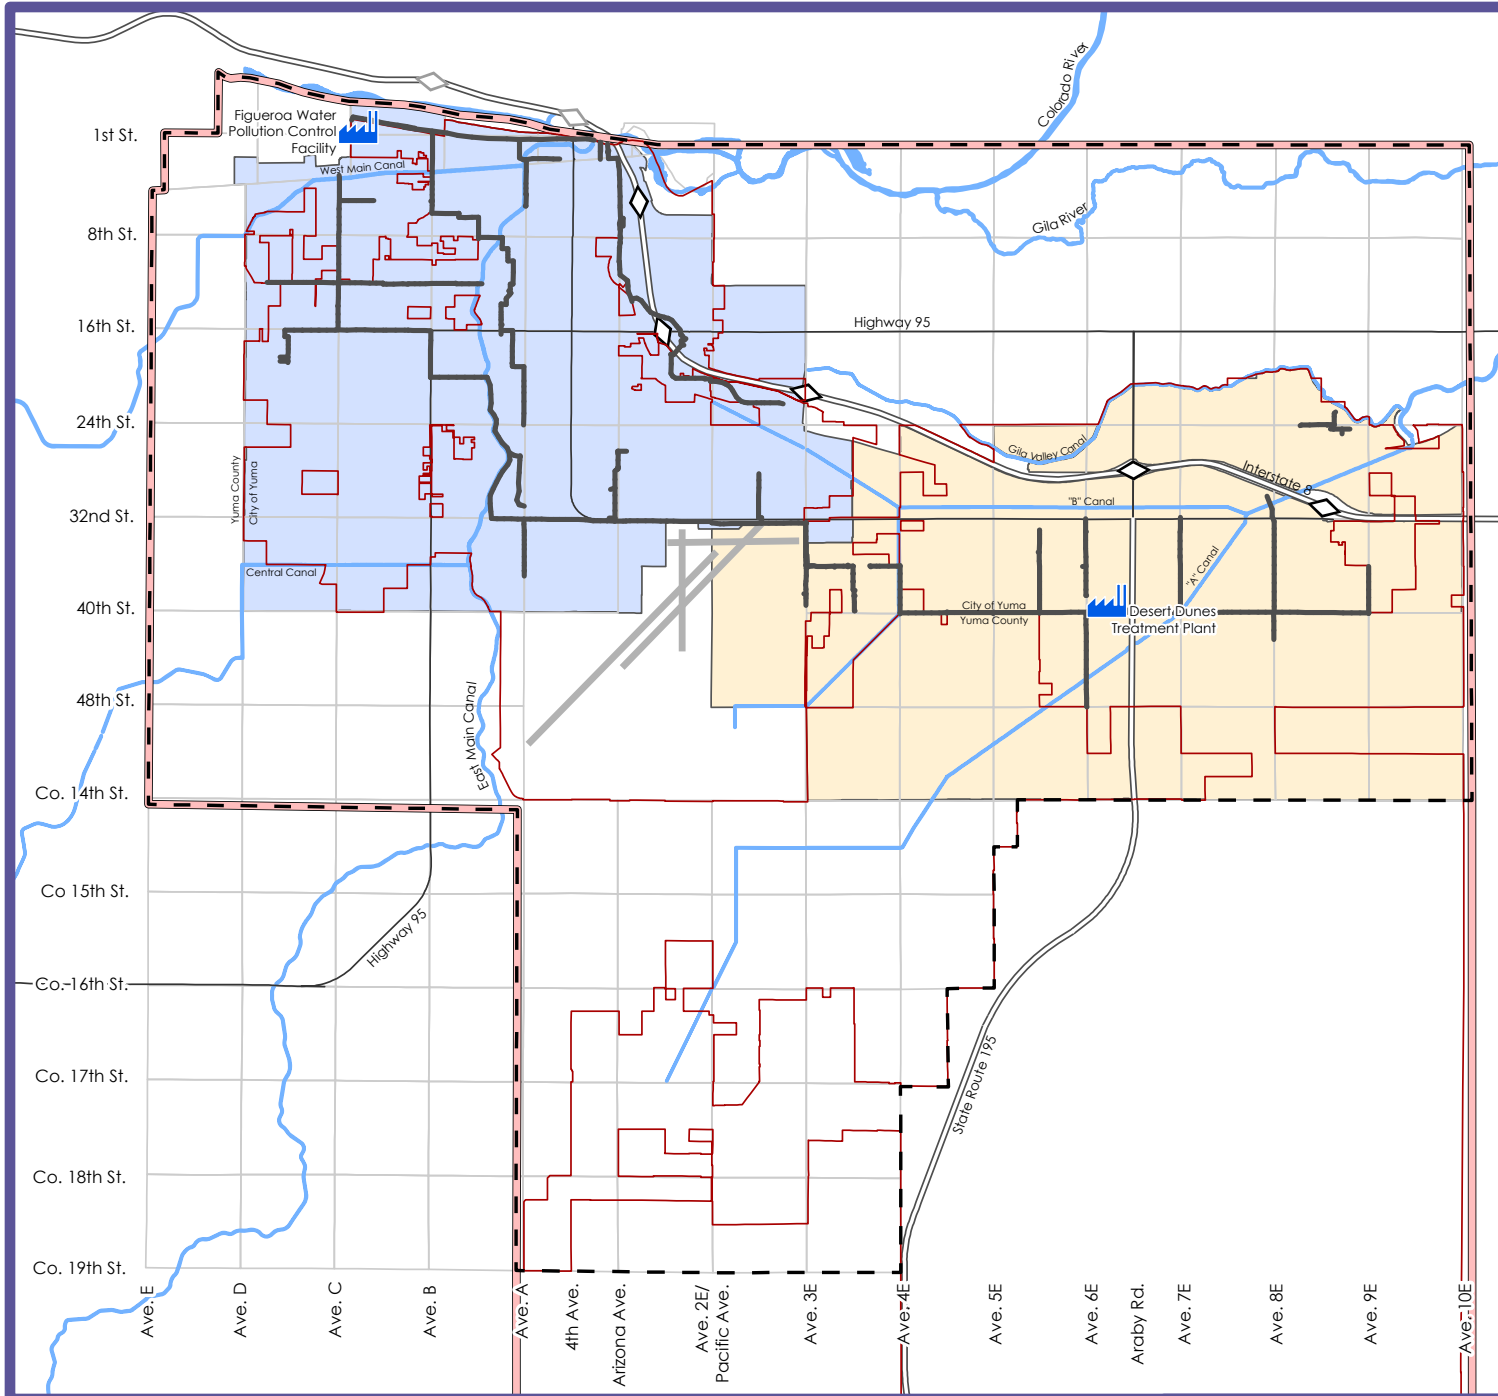 Colorado River
Figueroa Water
Pollution Control
Facility
1st St.
West Main Canal
Gila River
8th St.
16th St.
Highway 95
24th St.
Gila Valley Canal
Interstate 8
Yuma County
City of Yuma
"B" Canal
32nd St.
"A" Canal
Central Canal
40th St.
City of Yuma
Yuma County
Desert Dunes
Treatment Plant
48th St.
East Main Canal
Co. 14th St.
Co 15th St.
Highway 95
Co. 16th St.
State Route 195
Co. 17th St.
Co. 18th St.
Co. 19th St.
Ave. E
Ave. D
Ave. C
Ave. B
Ave. A
4th Ave.
Arizona Ave.
Ave. 2E/
Pacific Ave.
Ave. 3E
Ave. 4E
Ave. 5E
Ave. 6E
Araby Rd.
Ave. 7E
Ave. 8E
Ave. 9E
Ave. 10E